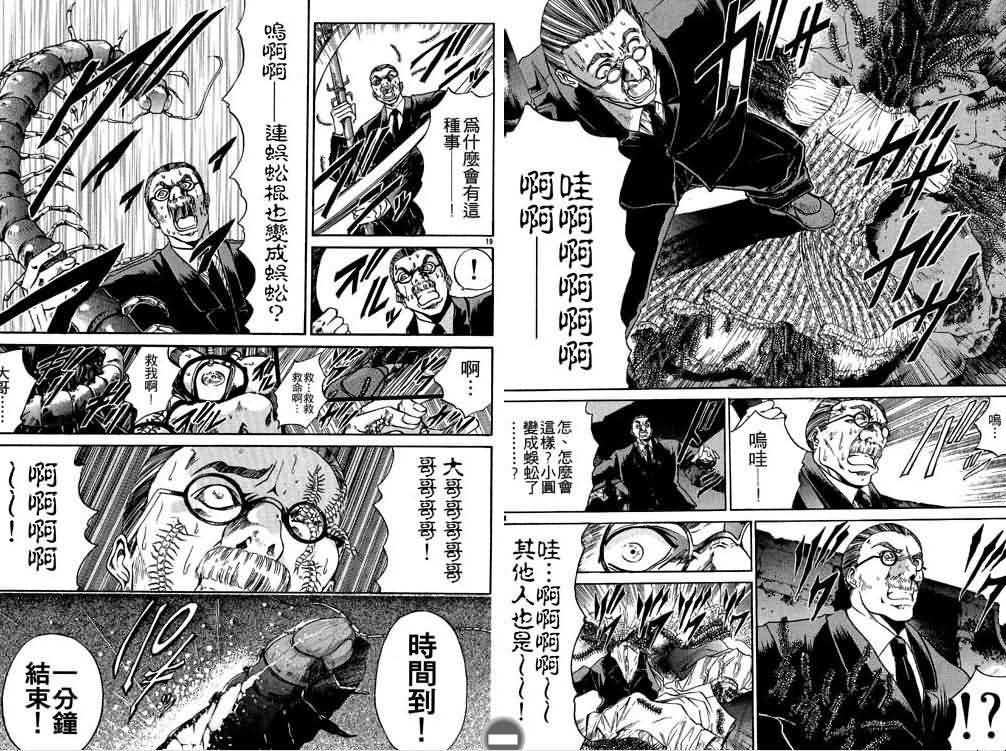 哇啊啊啊啊啊
啊啊——
嗚…
嗚哇！
怎、怎麼會
這樣？小圓
變成蜈蚣了
………？
！？
哇…啊啊啊啊～～
其他人也是～～～！
為什麼會有這
種事——！
19
！
嗚啊啊——連蜈蚣棍也變成蜈蚣？
啊…
救…救救
救命啊…
救我啊！
大哥……
大哥哥哥哥哥哥
哥哥哥哥！
啊啊啊啊
～～！
時間到！
一分鐘
結束！